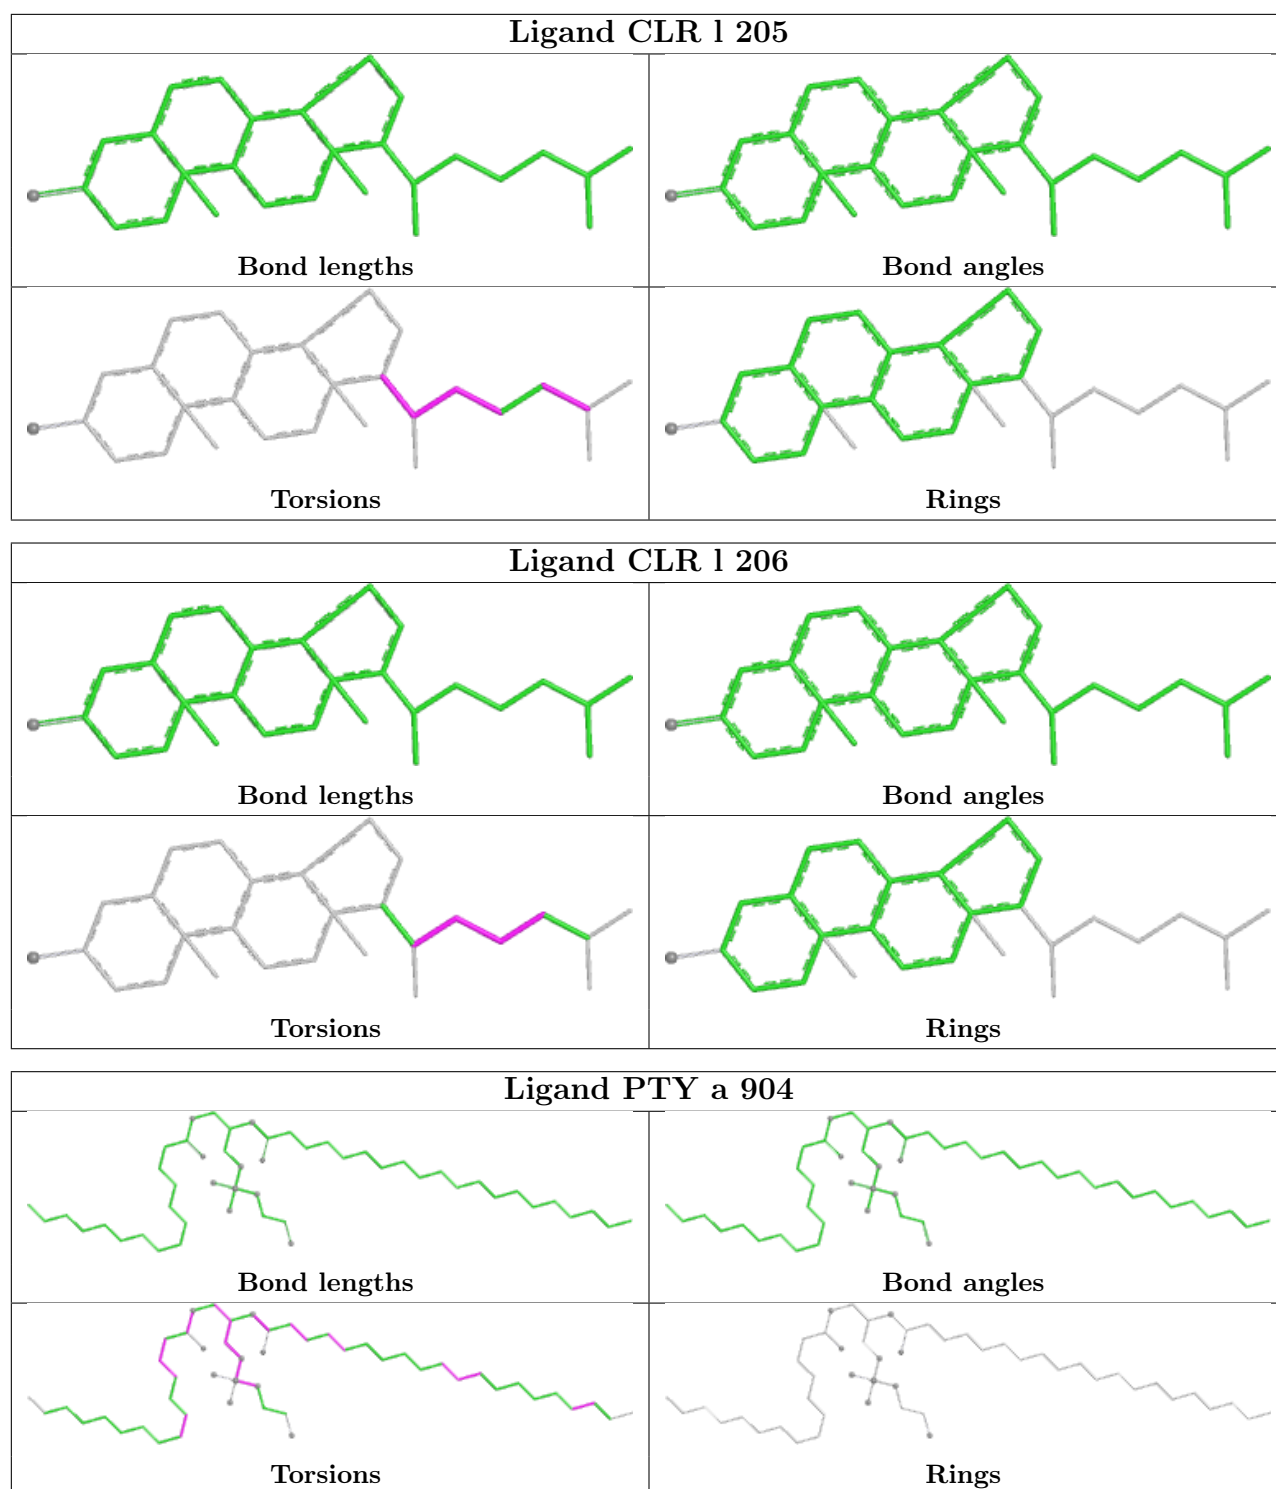 Ligand CLR l 205
Bond lengths
Bond angles
Torsions
Rings
Ligand CLR l 206
Bond lengths
Bond angles
Torsions
Rings
Ligand PTY a 904
Bond lengths
Bond angles
Torsions
Rings